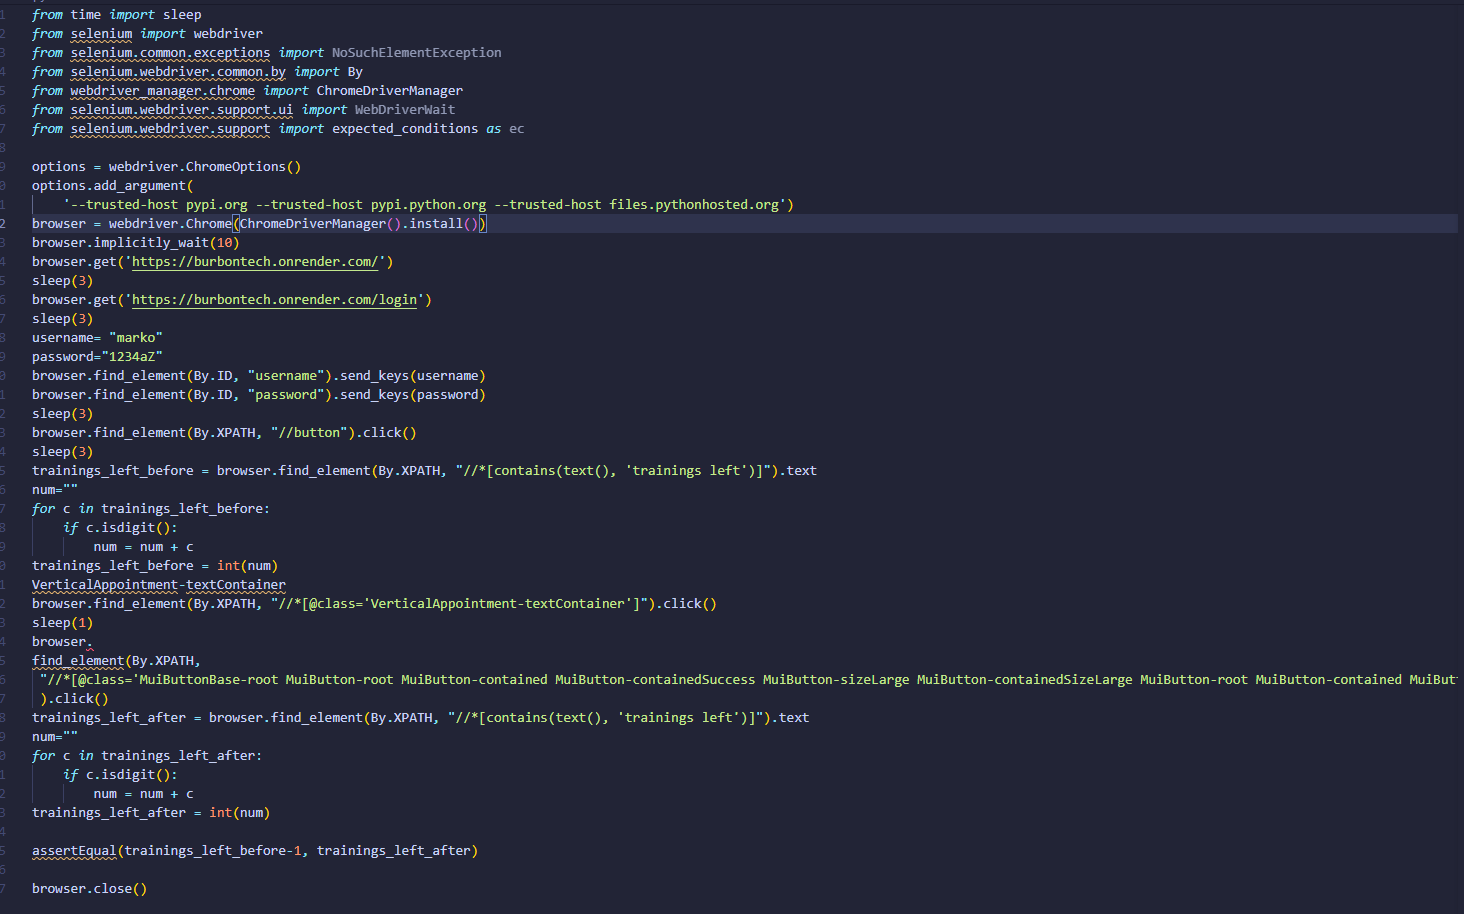 from time import sleep
from selenium import webdriver
from selenium.common.exceptions import NoSuchElementException
from selenium.webdriver.common.by import By
from webdriver_manager.chrome import ChromeDriverManager
from selenium.webdriver.support.ui import WebDriverWait
from selenium.webdriver.support import expected_conditions as ec
options = webdriver.ChromeOptions()
options.add_argument(
'--trusted-host pypi.org --trusted-host pypi.python.org --trusted-host files.pythonhosted.org')
browser = webdriver.Chrome(ChromeDriverManager().install())
browser.implicitly_wait(10)
browser.get('https://burbontech.onrender.com/')
sleep(3)
browser.get('https://burbontech.onrender.com/login')
sleep(3)
username= "marko"
password="1234aZ"
browser.find_element(By.ID, "username").send_keys(username)
browser.find_element(By.ID, "password").send_keys(password)
sleep(3)
browser.find_element(By.XPATH, "//button").click()
sleep(3)
trainings_left_before = browser.find_element(By.XPATH, "//*[contains(text(), 'trainings left')]").text
num=""
for c in trainings_left_before:
if c.isdigit():
num = num + c
trainings_left_before = int(num)
VerticalAppointment-textContainer
browser.find_element(By.XPATH, "//*[@class='VerticalAppointment-textContainer']").click()
sleep(1)
browser.
find_element(By.XPATH,
"//*[@class='MuiButtonBase-root MuiButton-root MuiButton-contained MuiButton-containedSuccess MuiButton-sizeLarge MuiButton-containedSizeLarge MuiButton-root MuiButton-contained MuiBut
).click()
trainings_left_after = browser.find_element(By.XPATH, "//*[contains(text(), 'trainings left')]").text
num=""
for c in trainings_left_after:
if c.isdigit():
num = num + c
trainings_left_after = int(num)
assertEqual(trainings_left_before-1, trainings_left_after)
browser.close()